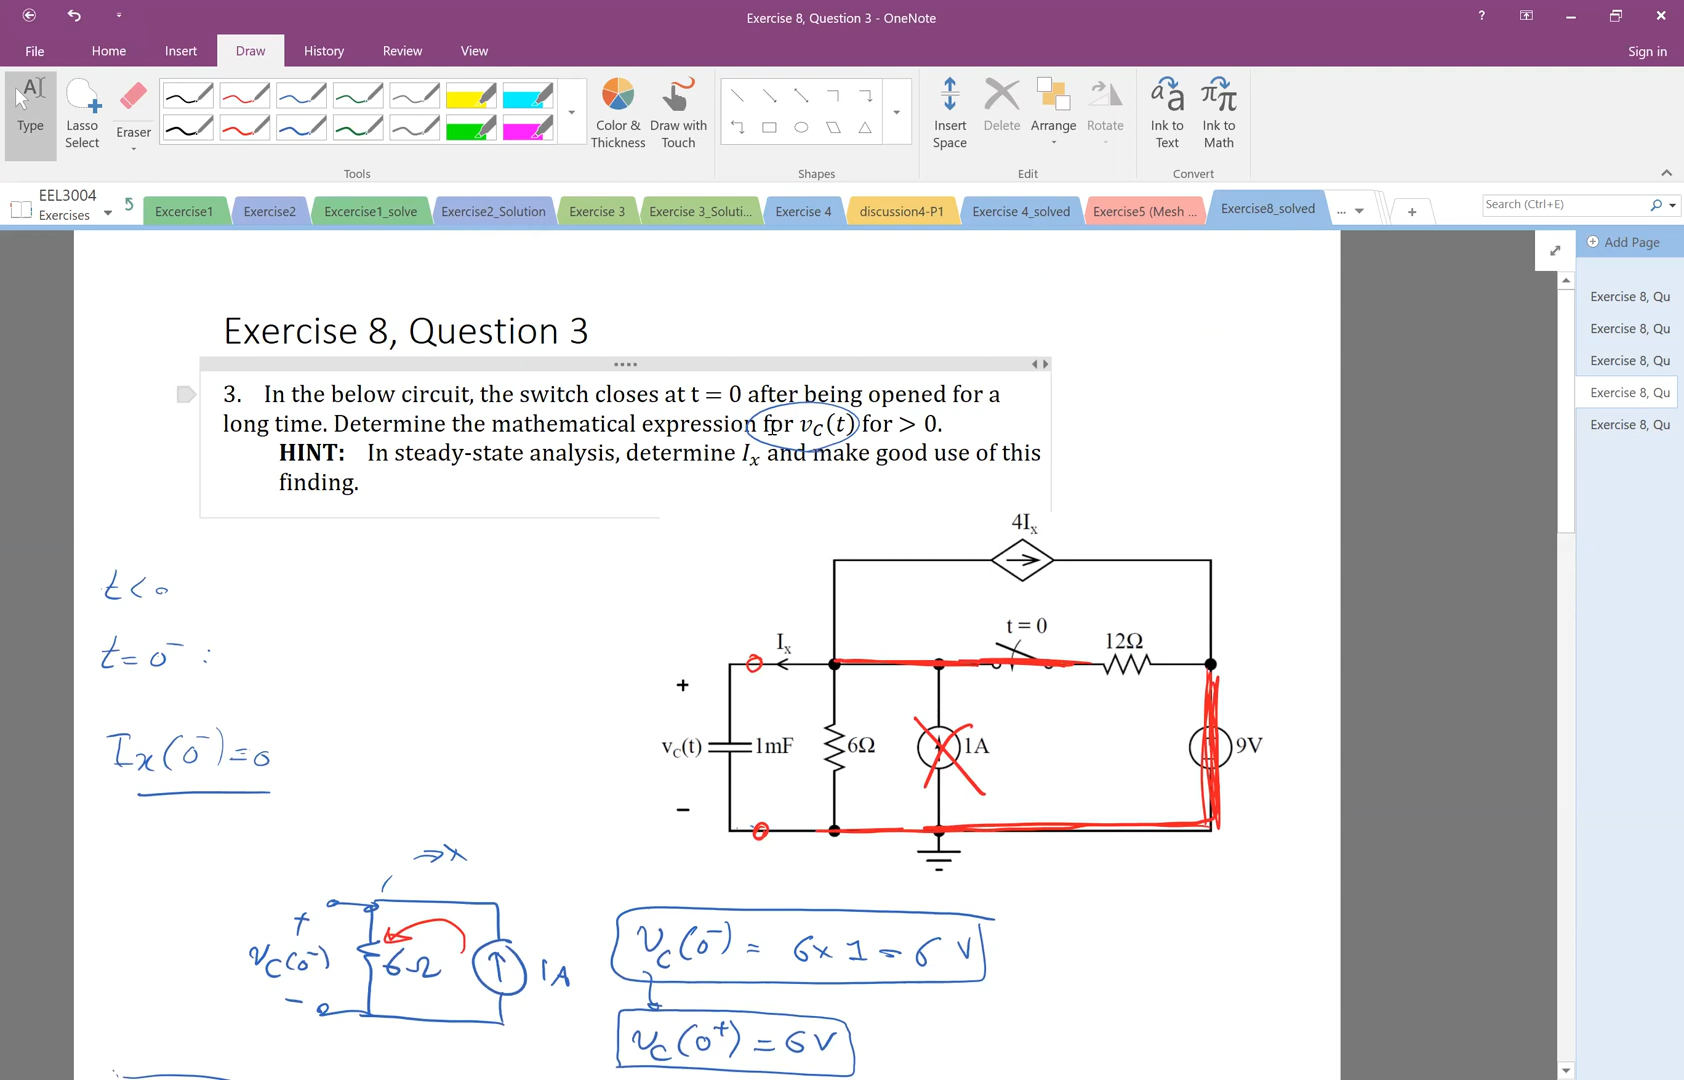 Exercise 8, Question 3 - OneNote
?
File
Home
Insert
Draw
History
Review
View
Sign in
Type
Lasso Select
Eraser
Color & Thickness
Draw with Touch
Insert Space
Delete
Arrange
Rotate
Ink to Text
Ink to Math
Tools
Shapes
Edit
Convert
EEL3004
Exercises
Excercise1
Exercise2
Excercise1_solve
Exercise2_Solution
Exercise 3
Exercise 3_Soluti...
Exercise 4
discussion4-P1
Exercise 4_solved
Exercise5 (Mesh ...
Exercise8_solved
...
Search (Ctrl+E)
Add Page
Exercise 8, Qu
Exercise 8, Qu
Exercise 8, Qu
Exercise 8, Qu
Exercise 8, Qu
Exercise 8, Question 3
3. In the below circuit, the switch closes at t = 0 after being opened for a
long time. Determine the mathematical expression for v_C(t) for > 0.
HINT: In steady-state analysis, determine I_x and make good use of this
finding.
4I_x
t < 0
t = 0
12Ω
I_x
t = 0⁻ :
+
v_C(t)
1mF
6Ω
1A
9V
−
I_x(0⁻) = 0
+
v_C(0⁻)
−
6Ω
1A
v_C(0⁻) = 6 x 1 = 6 V
v_C(0⁺) = 6V